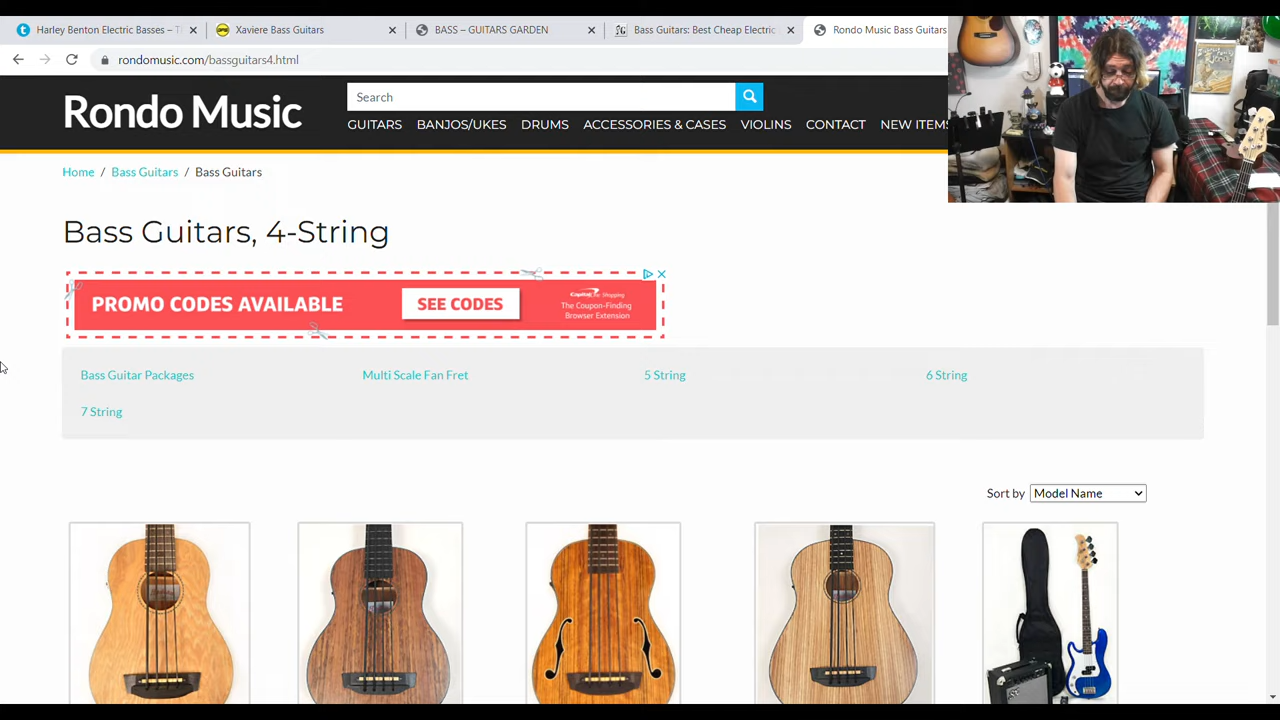 Harley Benton Electric Basses – T
Xaviere Bass Guitars
BASS – GUITARS GARDEN
Bass Guitars: Best Cheap Electric
Rondo Music Bass Guitars
rondomusic.com/bassguitars4.html
Rondo Music
Search
GUITARS BANJOS/UKES DRUMS ACCESSORIES & CASES VIOLINS CONTACT NEW ITEMS
Home / Bass Guitars / Bass Guitars
Bass Guitars, 4-String
PROMO CODES AVAILABLE
SEE CODES
Capital One Shopping
The Coupon-Finding
Browser Extension
Bass Guitar Packages
Multi Scale Fan Fret
5 String
6 String
7 String
Sort by Model Name